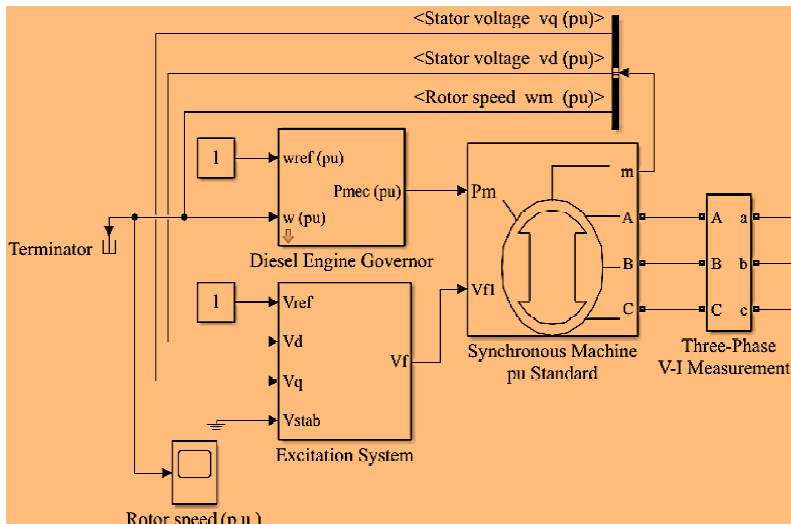 <Stator voltage vq (pu)>
<Stator voltage vd (pu)>
<Rotor speed wm (pu)>
1
wref (pu)
Pmec (pu)
w (pu)
Diesel Engine Governor
Terminator
1
Vref
Vd
Vq
Vstab
Vf
Excitation System
Rotor speed (p.u.)
Pm
Vf1
m
A
B
C
Synchronous Machine
pu Standard
A a
B b
C c
Three-Phase
V-I Measurement